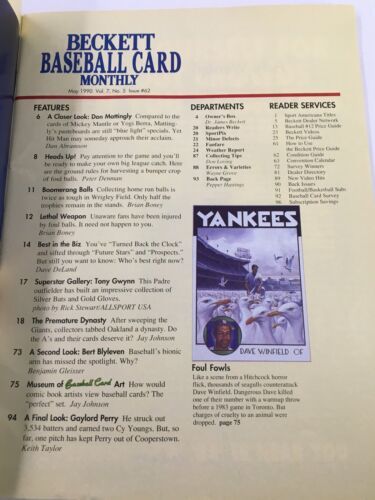 BECKETT
BASEBALL CARD
MONTHLY
May 1990 Vol. 7, No. 5 Issue #62
FEATURES
6 A Closer Look: Don Mattingly Compared to the
cards of Mickey Mantle or Yogi Berra, Matting-
ly's pasteboards are still "blue light" specials. Yet
Hit Man may someday approach their acclaim.
Dan Abramson
8 Heads Up! Pay attention to the game and you'll be
ready to make your own big league catch. Here
are the ground rules for harvesting a bumper crop
of foul balls. Peter Denman
11 Boomerang Balls Collecting home run balls is
twice as tough in Wrigley Field. Only half the
trophies remain in the stands. Brian Boney
12 Lethal Weapon Unaware fans have been injured
by foul balls. It need not happen to you.
Brian Boney
14 Best in the Biz You've "Turned Back the Clock"
and sifted through "Future Stars" and "Prospects."
But still you want to know: Who's best right now?
Dave DeLand
17 Superstar Gallery: Tony Gwynn This Padre
outfielder has built an impressive collection of
Silver Bats and Gold Gloves.
photo by Rick Stewart/ALLSPORT USA
18 The Premature Dynasty After sweeping the
Giants, collectors tabbed Oakland a dynasty. Do
the A's and their cards deserve it? Jay Johnson
73 A Second Look: Bert Blyleven Baseball's bionic
arm has missed the spotlight. Why?
Benjamin Gleisser
75 Museum of Baseball Card Art How would
comic book artists view baseball cards? The
"perfect" set. Jay Johnson
94 A Final Look: Gaylord Perry He struck out
3,534 batters and earned two Cy Youngs. But, so
far, one pitch has kept Perry out of Cooperstown.
Keith Taylor
DEPARTMENTS
4 Owner's Box
Dr. James Beckett
20 Readers Write
20 SportPix
21 Minor Defects
22 Fanfare
24 Weather Report
87 Collecting Tips
Don Leving
88 Errors & Varieties
Wayne Grove
93 Back Page
Pepper Hastings
READER SERVICES
1 Sport Americana Titles
5 Beckett Dealer Network
13 Baseball #12 Price Guide
23 Beckett Videos
25 The Price Guide
61 How to Use
the Beckett Price Guide
62 Condition Guide
63 Convention Calendar
72 Survey Winners
81 Dealer Directory
89 New Video Hits
90 Back Issues
91 Football/Basketball Subs
92 Baseball Card Survey
96 Subscription Savings
YANKEES
DAVE WINFIELD OF
Foul Fowls
Like a scene from a Hitchcock horror
flick, thousands of seagulls counterattack
Dave Winfield. Dangerous Dave killed
one of their number with a warmup throw
before a 1983 game in Toronto. But
charges of cruelty to an animal were
dropped. page 75